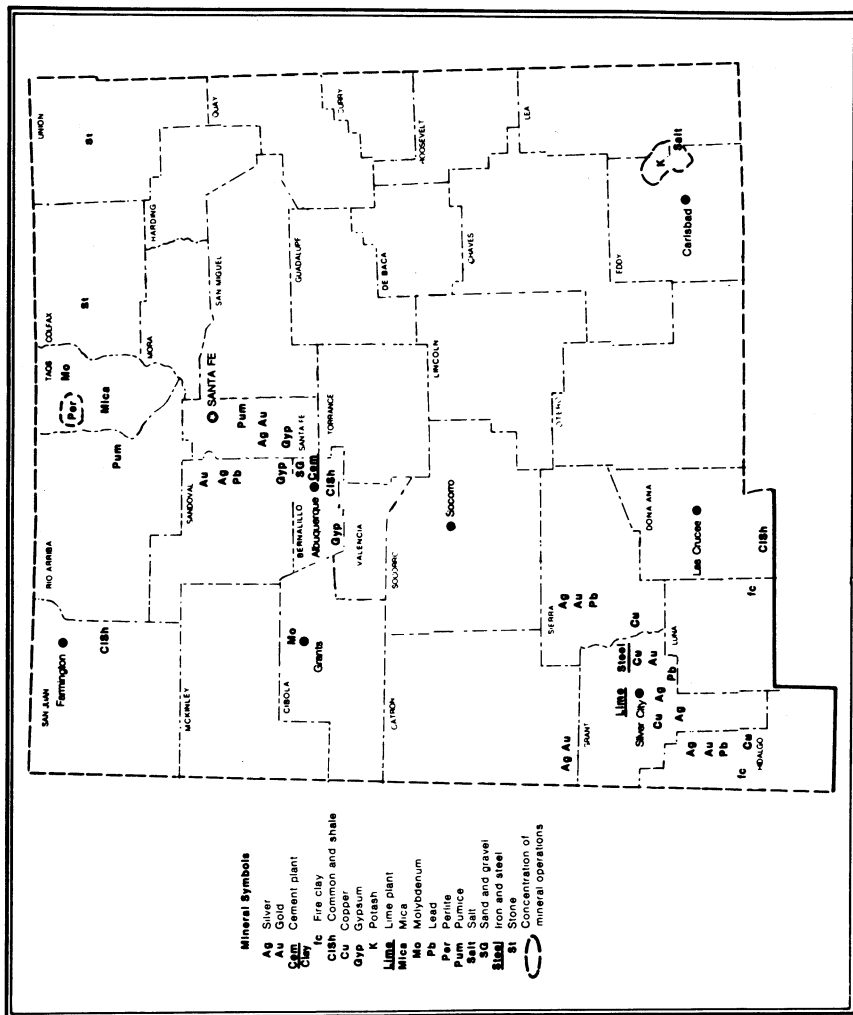 Mineral Symbols
Ag Silver
Au Gold
Cem Cement plant
Clay
fc Fire clay
ClSh Common and shale
Cu Copper
Gyp Gypsum
K Potash
Lime Lime plant
Mica Mica
Mo Molybdenum
Pb Lead
Per Perlite
Pum Pumice
Salt Salt
SG Sand and gravel
Steel Iron and steel
St Stone
Concentration of
mineral operations
SAN JUAN
RIO ARRIBA
TAOS
COLFAX
UNION
Farmington
Per
Mo
St
St
ClSh
Pum
Mica
MCKINLEY
SANDOVAL
MORA
HARDING
Au
Ag
Pb
SANTA FE
SAN MIGUEL
QUAY
Pum
Ag Au
Gyp
Gyp
SANTA FE
CIBOLA
Mo
Grants
BERNALILLO
SG
Albuquerque
Cem
ClSh
Gyp
TORRANCE
GUADALUPE
CURRY
VALENCIA
CATRON
SOCORRO
DE BACA
ROOSEVELT
Socorro
LINCOLN
CHAVES
LEA
SIERRA
OTERO
Ag
Au
Pb
Ag Au
GRANT
Lime
Steel
Cu
Silver City
Cu
Au
Cu Ag
Pb
Ag
LUNA
DONA ANA
Las Cruces
EDDY
K
Salt
Carlsbad
Ag
Au
Pb
Cu
fc
HIDALGO
fc
ClSh